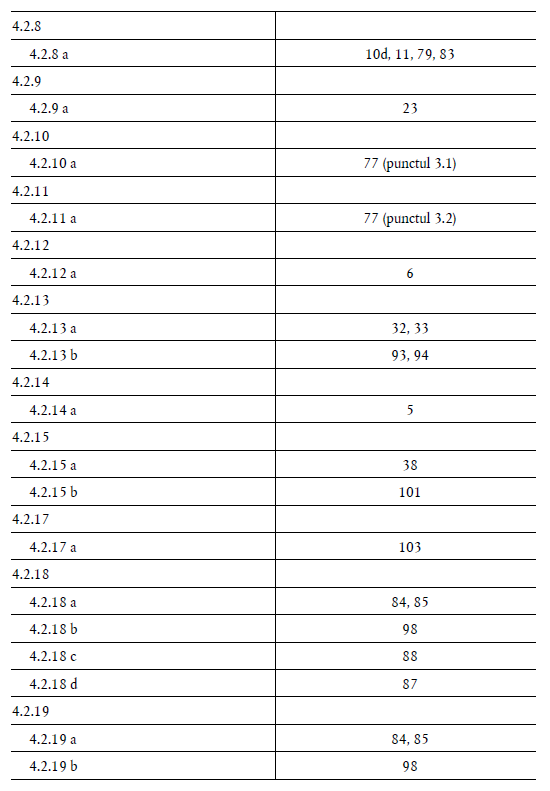 4.2.8
4.2.8 a 10d, 11, 79, 83
4.2.9
4.2.9 a 23
4.2.10
4.2.10 a 77 (punctul 3.1)
4.2.11
4.2.11 a 77 (punctul 3.2)
4.2.12
4.2.12 a 6
4.2.13
4.2.13 a 32, 33
4.2.13 b 93, 94
4.2.14
4.2.14 a 5
4.2.15
4.2.15 a 38
4.2.15 b 101
4.2.17
4.2.17 a 103
4.2.18
4.2.18 a 84, 85
4.2.18 b 98
4.2.18 c 88
4.2.18 d 87
4.2.19
4.2.19 a 84, 85
4.2.19 b 98